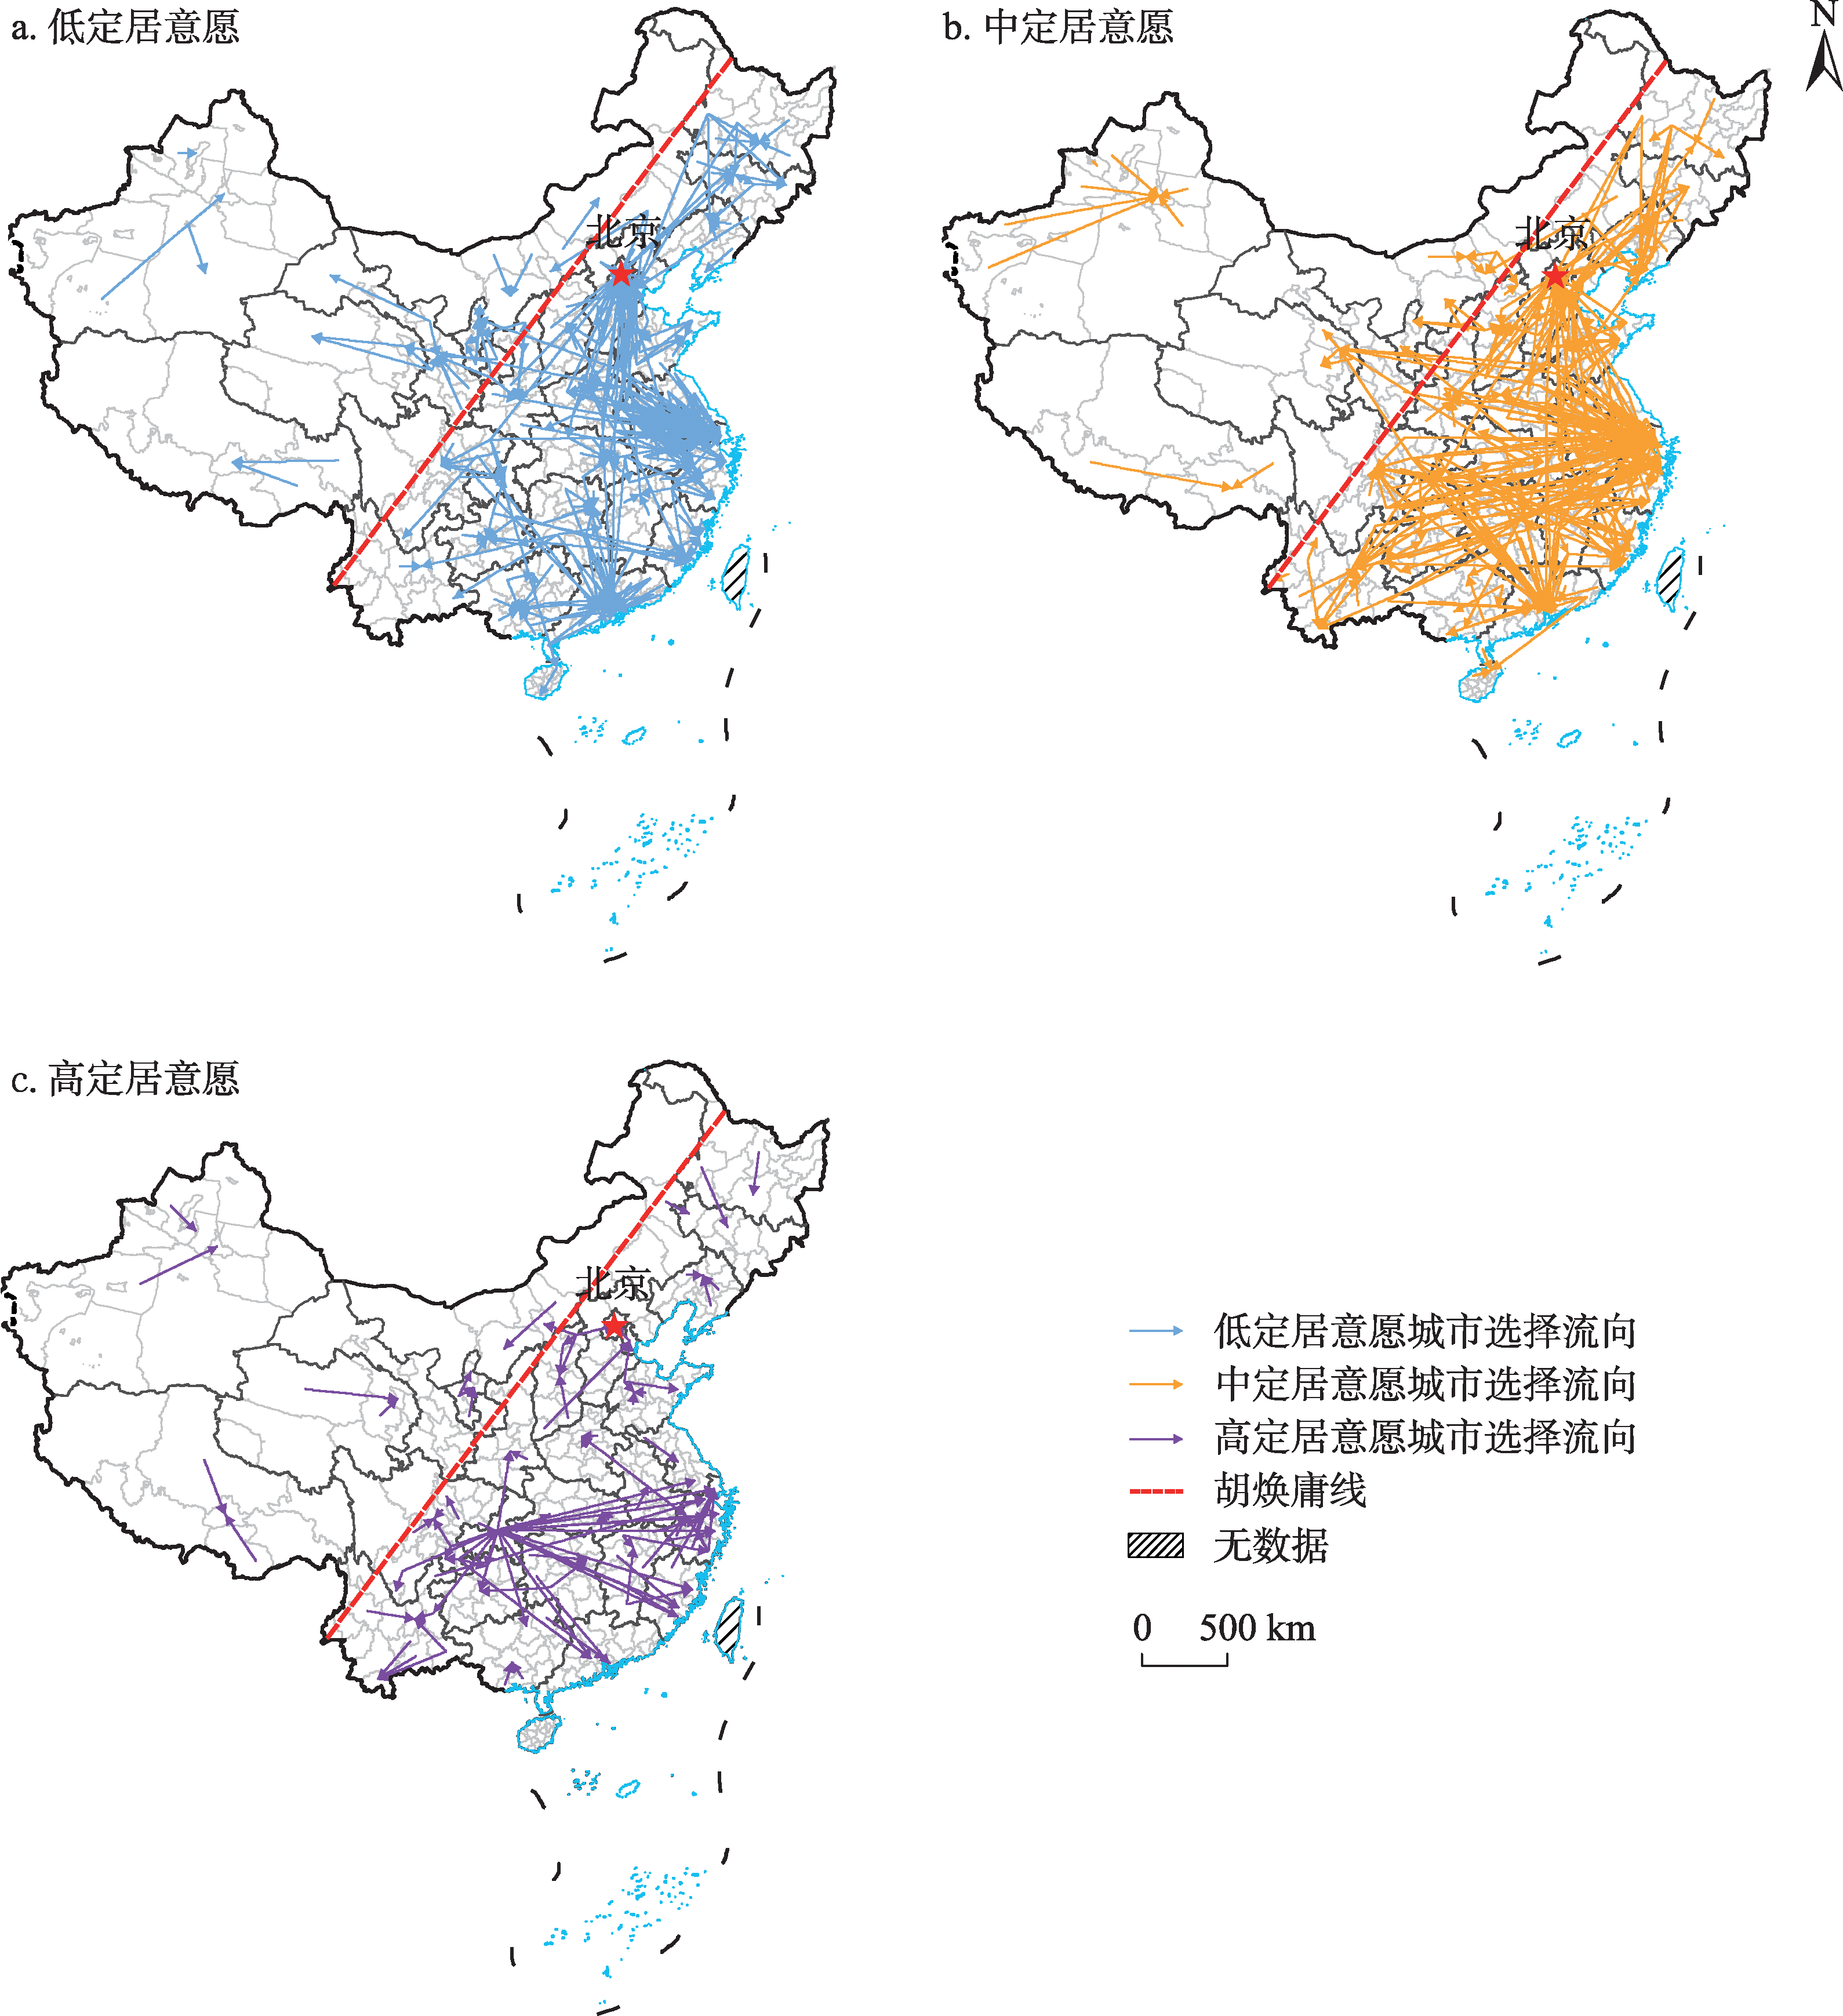 a. 低定居意愿
b. 中定居意愿
N
北京
北京
c. 高定居意愿
北京
低定居意愿城市选择流向
中定居意愿城市选择流向
高定居意愿城市选择流向
胡焕庸线
无数据
0 500 km